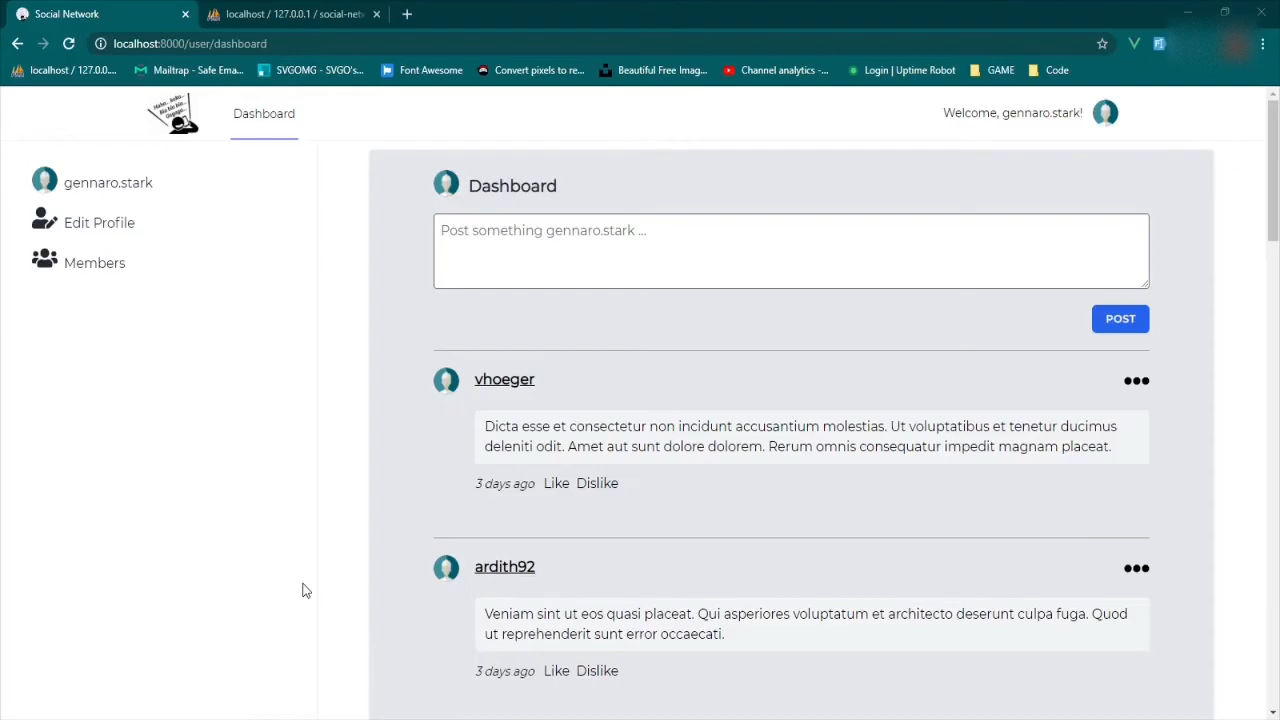 Social Network
localhost / 127.0.0.1 / social-netw
localhost:8000/user/dashboard
localhost / 127.0.0....
Mailtrap - Safe Ema...
SVGOMG - SVGO's...
Font Awesome
Convert pixels to re...
Beautiful Free Imag...
Channel analytics -...
Login | Uptime Robot
GAME
Code
Dashboard
Welcome, gennaro.stark!
gennaro.stark
Edit Profile
Members
Dashboard
Post something gennaro.stark ...
POST
vhoeger
Dicta esse et consectetur non incidunt accusantium molestias. Ut voluptatibus et tenetur ducimus
deleniti odit. Amet aut sunt dolore dolorem. Rerum omnis consequatur impedit magnam placeat.
3 days ago Like Dislike
ardith92
Veniam sint ut eos quasi placeat. Qui asperiores voluptatum et architecto deserunt culpa fuga. Quod
ut reprehenderit sunt error occaecati.
3 days ago Like Dislike